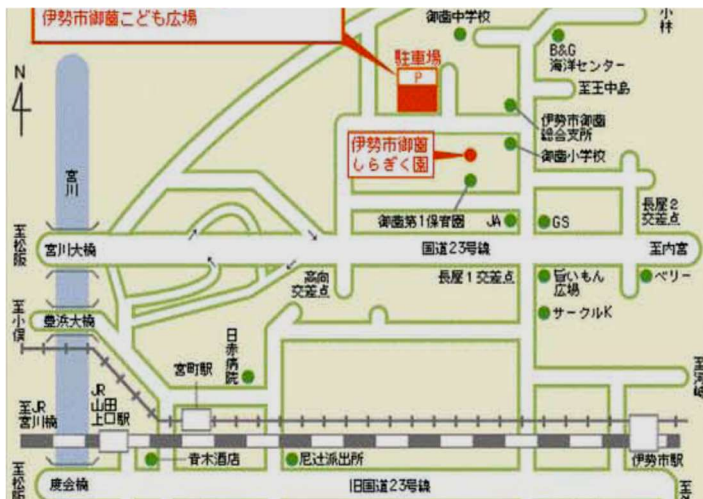 伊勢市御薗こども広場
御薗中学校
小林
B&G
海洋センター
駐車場
P
至王中島
N
伊勢市御薗
総合支所
伊勢市御薗
しらぎく園
御薗小学校
宮川
御薗第1保育園
JA
GS
長屋2
交差点
至松阪
宮川大橋
国道23号線
至内宮
高向
交差点
長屋1交差点
旨いもん
広場
ベリー
至小俣
豊浜大橋
サークルK
日赤病院
宮町駅
至河崎
至JR
宮川橋
JR
山田
上口駅
伊勢市駅
青木酒店
尼辻派出所
至松阪
度会橋
旧国道23号線